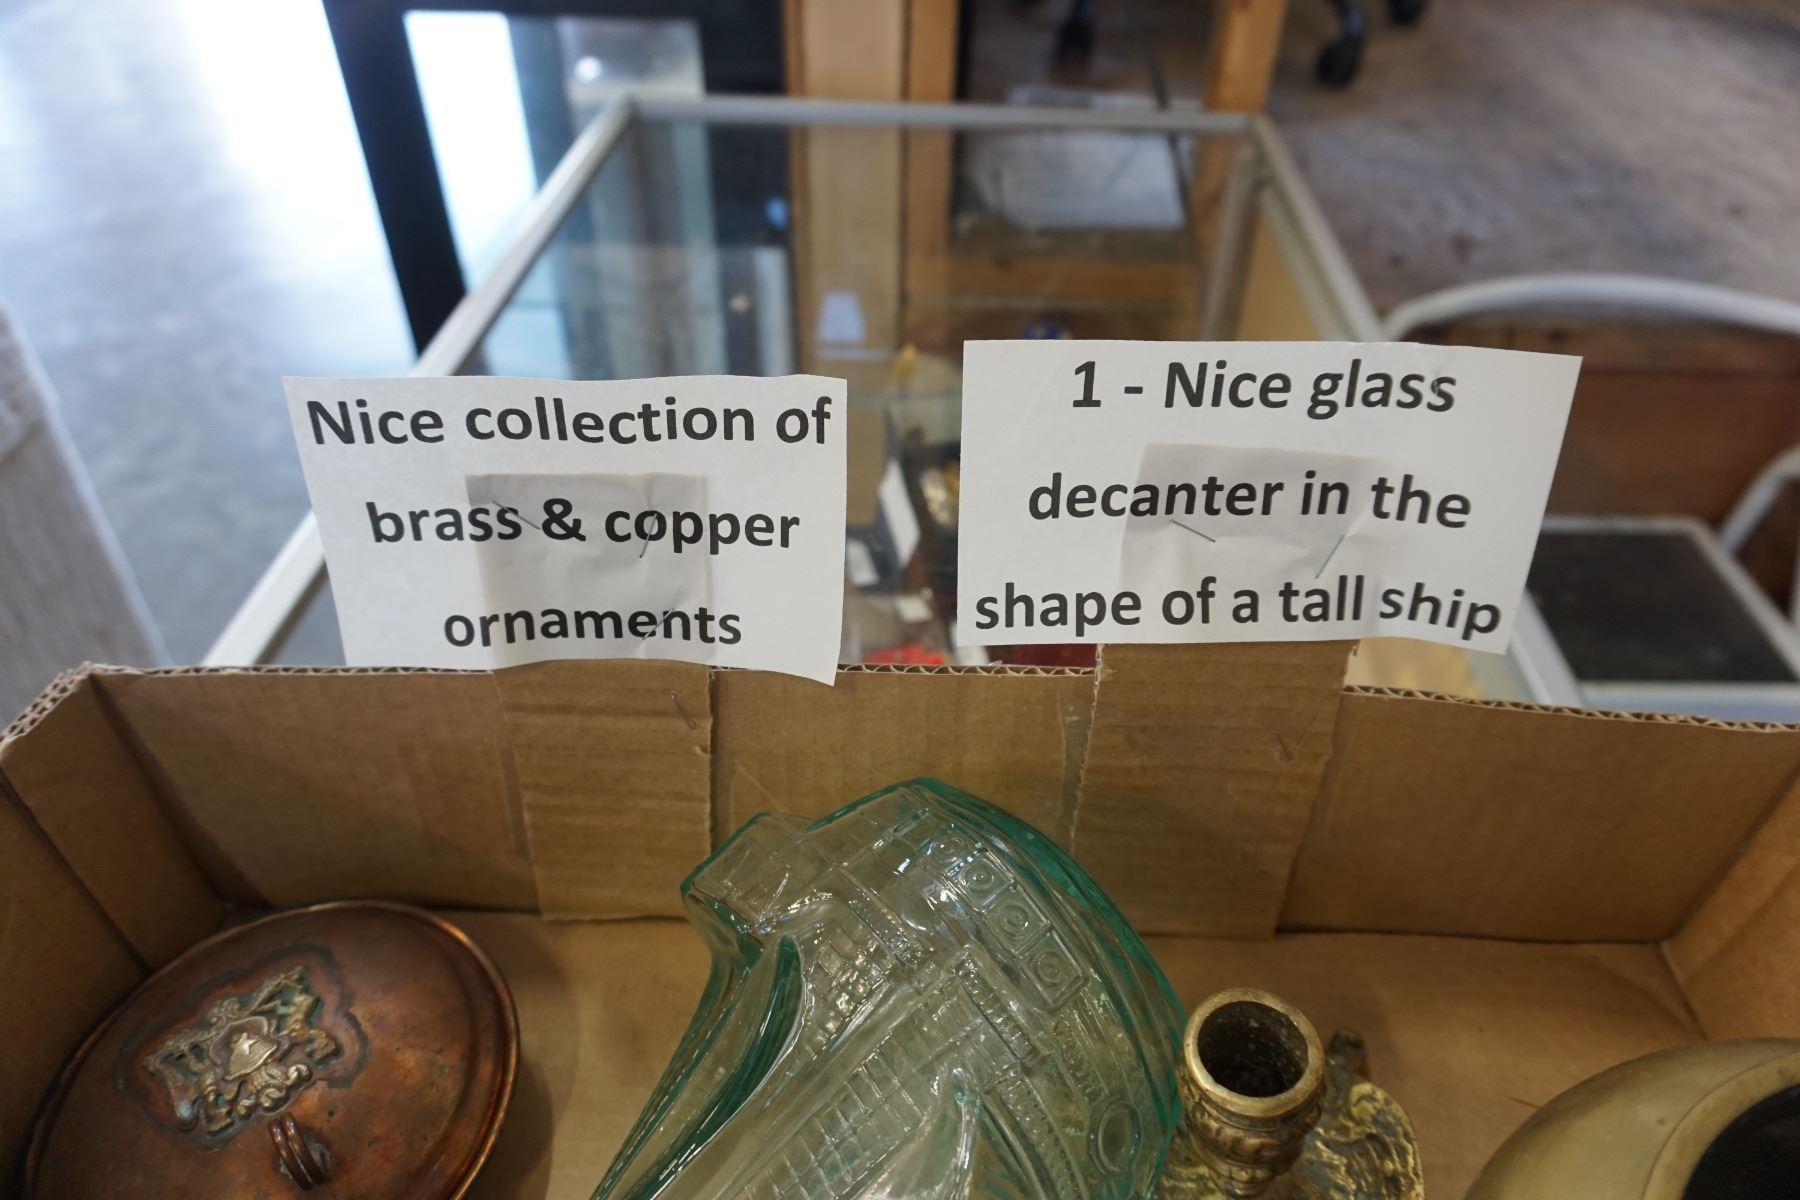 Nice collection of
brass & copper
ornaments
1 - Nice glass
decanter in the
shape of a tall ship